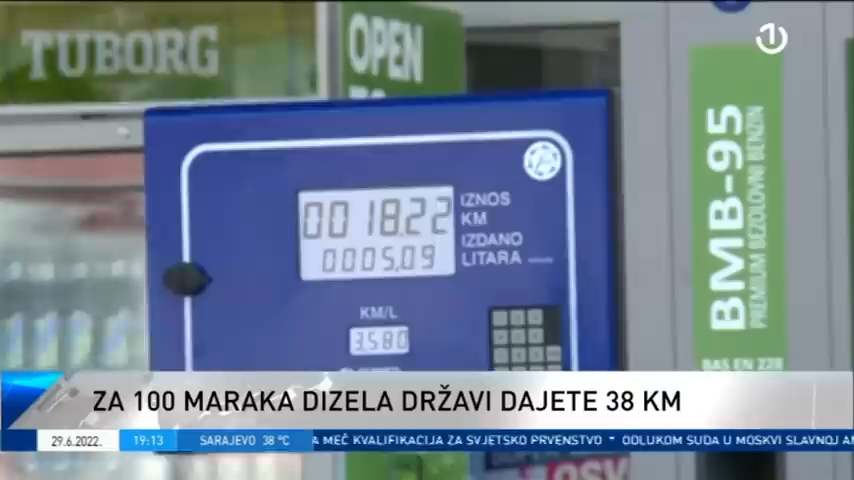 TUBORG
OPEN
1
IZNOS
KM
0018.22
IZDANO
LITARA
0005,09
KM/L
3,580
BMB-95
PREMIUM BEZOLOVNI BENZIN
BAS EN 228
ZA 100 MARAKA DIZELA DRŽAVI DAJETE 38 KM
29.6.2022. 19:13 SARAJEVO 38 °C A MEČ KVALIFIKACIJA ZA SVJETSKO PRVENSTVO ODLUKOM SUDA U MOSKVI SLAVNOJ